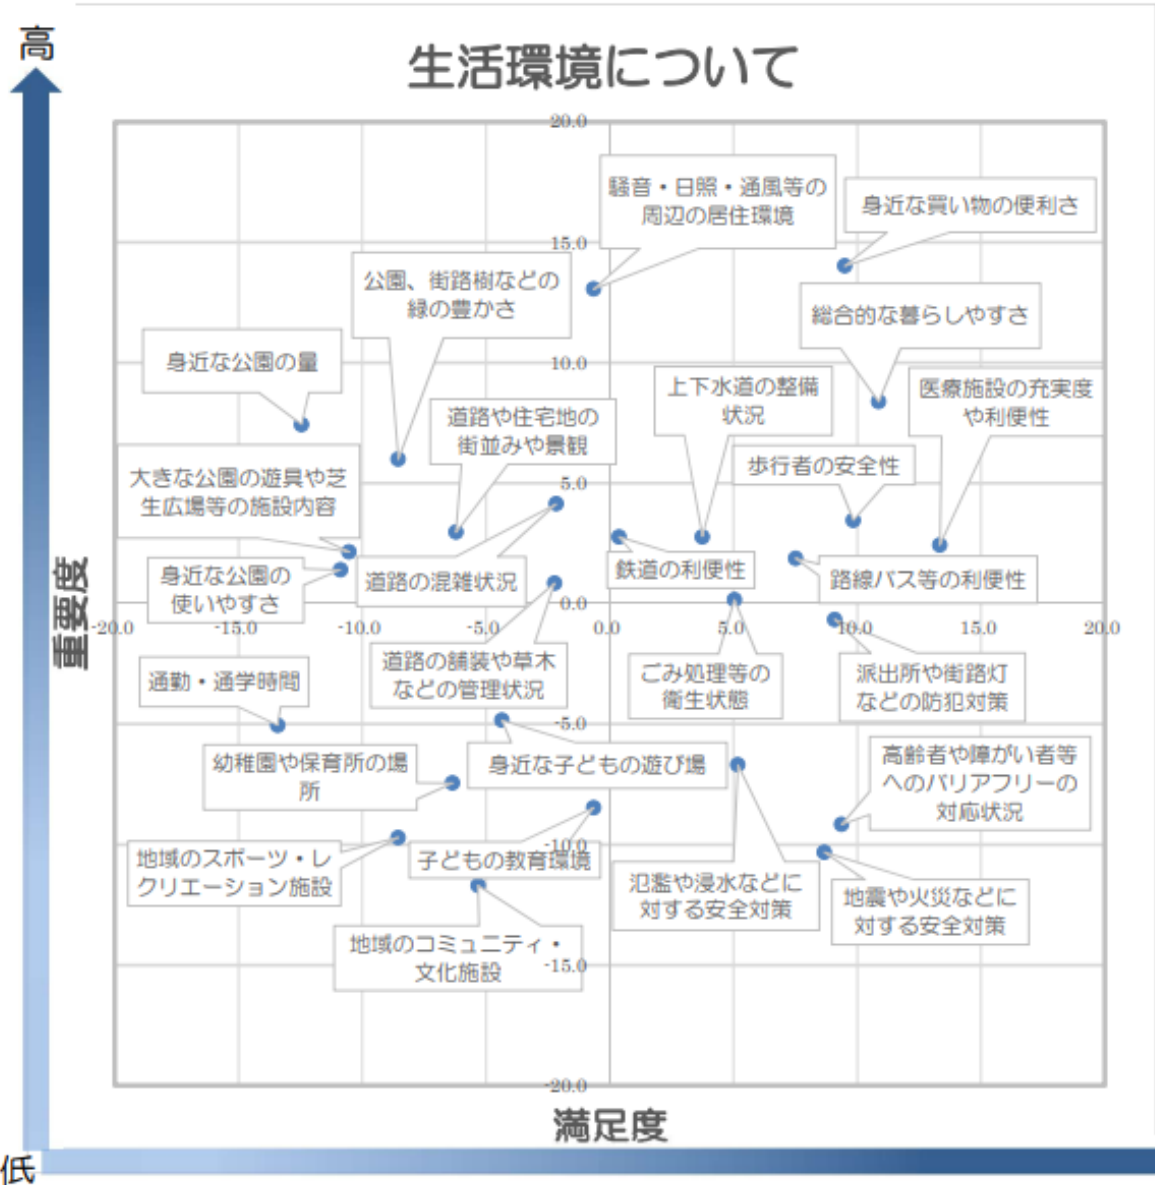 高
生活環境について
20.0
騒音・日照・通風等の
周辺の居住環境
身近な買い物の便利さ
15.0
公園、街路樹などの
緑の豊かさ
総合的な暮らしやすさ
身近な公園の量
10.0
上下水道の整備
状況
医療施設の充実度
や利便性
道路や住宅地の
街並みや景観
歩行者の安全性
大きな公園の遊具や芝
生広場等の施設内容
5.0
身近な公園の
使いやすさ
道路の混雑状況
鉄道の利便性
路線バス等の利便性
重要度
0.0
-20.0
-15.0
-10.0
-5.0
0.0
5.0
10.0
15.0
20.0
通勤・通学時間
道路の舗装や草木
などの管理状況
ごみ処理等の
衛生状態
派出所や街路灯
などの防犯対策
-5.0
幼稚園や保育所の場
所
身近な子どもの遊び場
高齢者や障がい者等
へのバリアフリーの
対応状況
-10.0
地域のスポーツ・レ
クリエーション施設
子どもの教育環境
氾濫や浸水などに
対する安全対策
地震や火災などに
対する安全対策
地域のコミュニティ・
文化施設
-15.0
-20.0
満足度
低